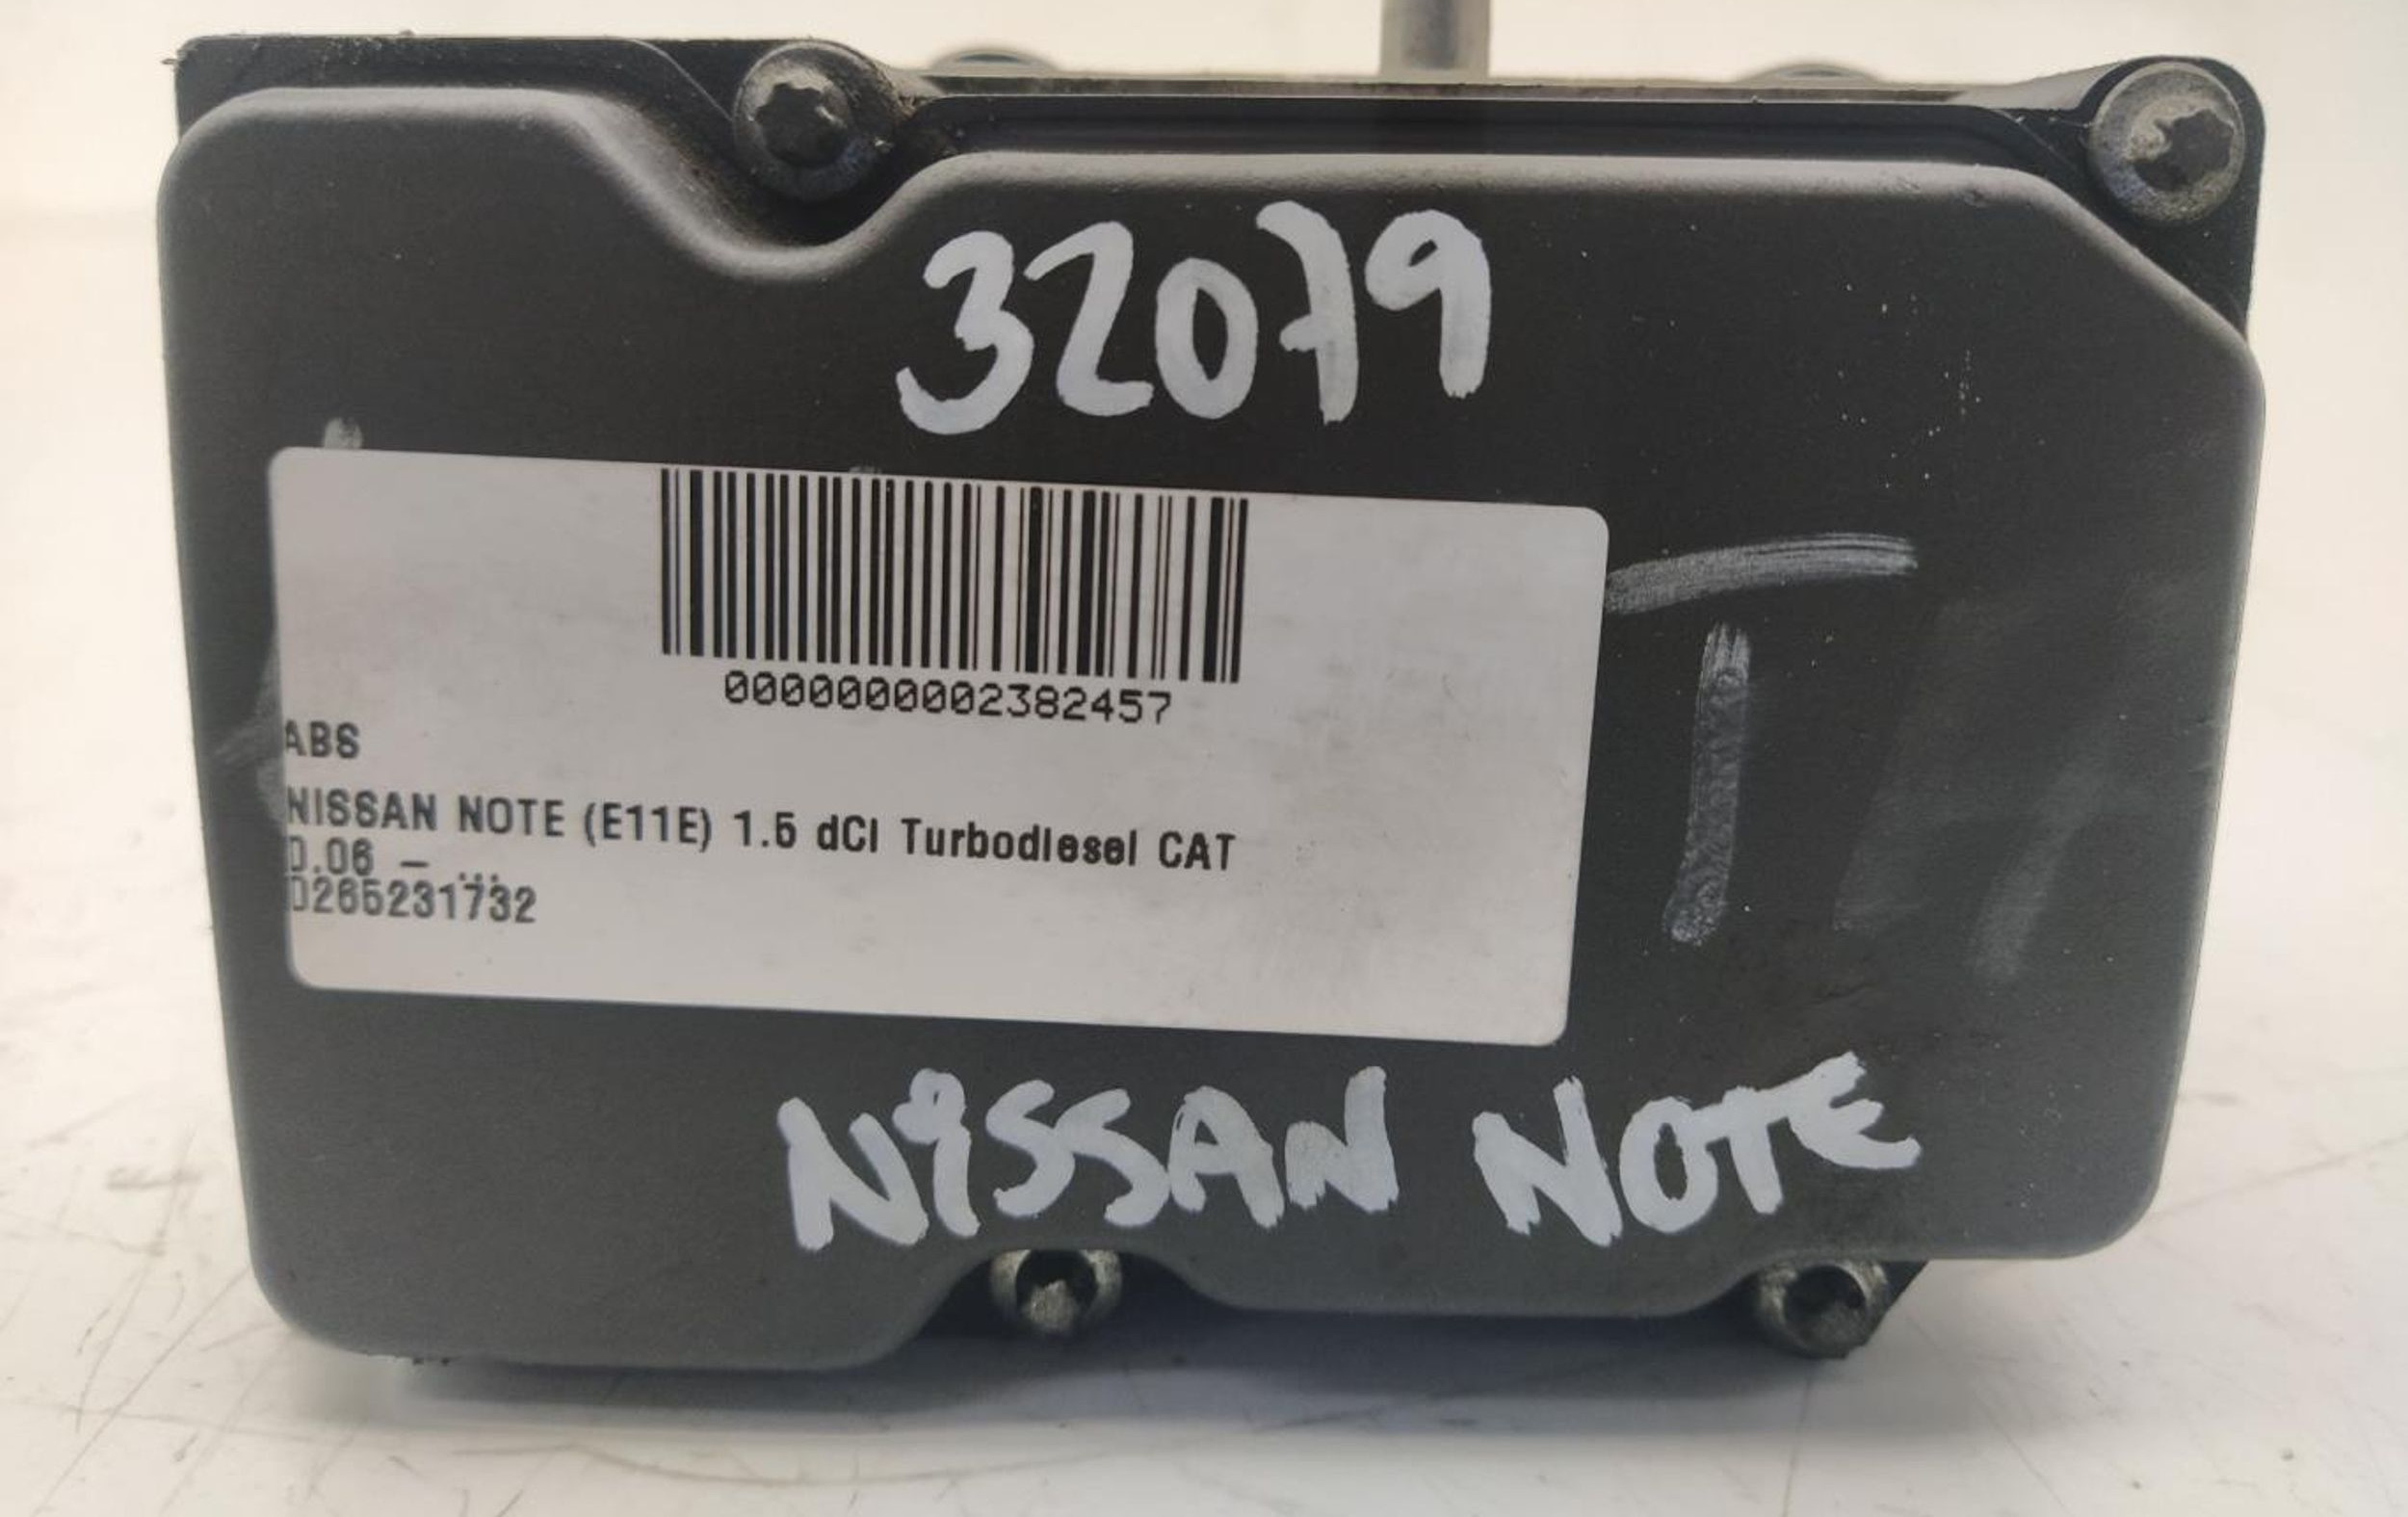 32079
0000000002382457
ABS
NISSAN NOTE (E11E) 1.5 dCI Turbodiesel CAT
0.06 – ...
0265231732
T
NiSSAN NOTE